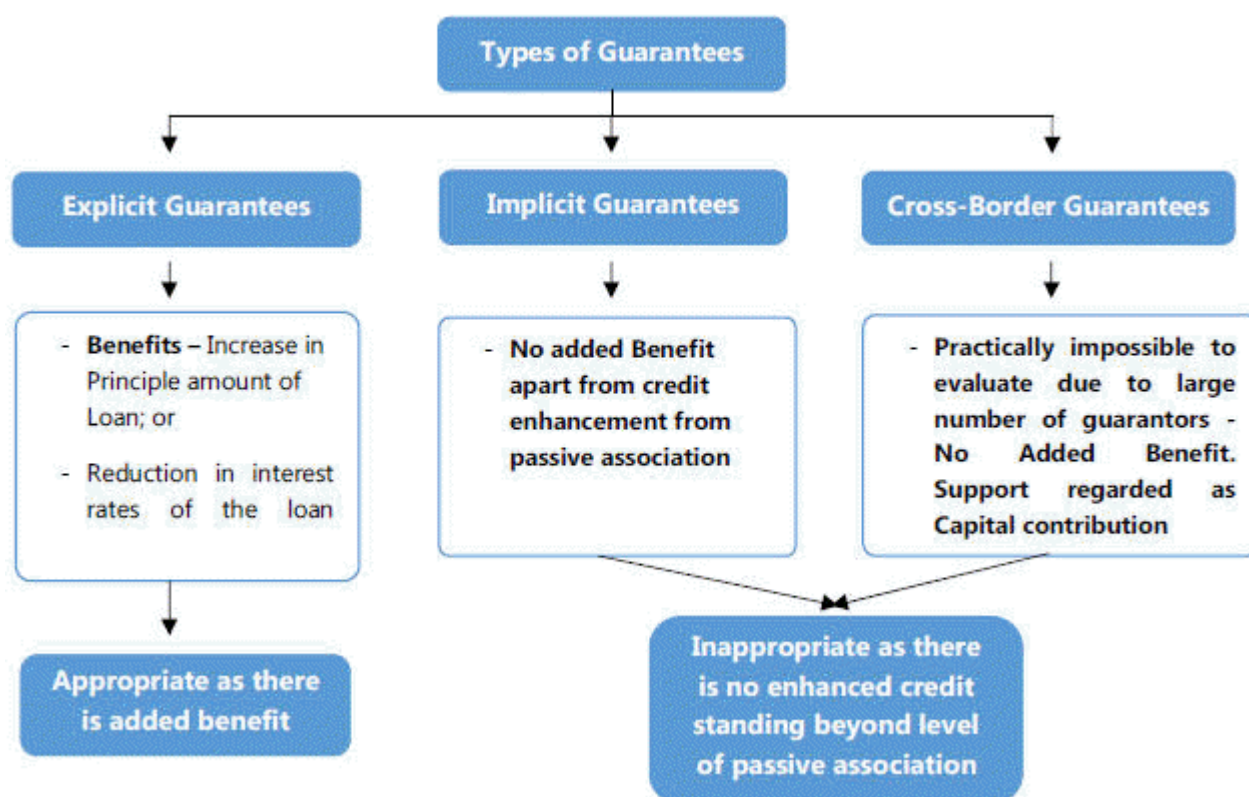 Types of Guarantees
Explicit Guarantees
Implicit Guarantees
Cross-Border Guarantees
- Benefits – Increase in
Principle amount of
Loan; or
- Reduction in interest
rates of the loan
- No added Benefit
apart from credit
enhancement from
passive association
- Practically impossible to
evaluate due to large
number of guarantors -
No Added Benefit.
Support regarded as
Capital contribution
Appropriate as there
is added benefit
Inappropriate as there
is no enhanced credit
standing beyond level
of passive association